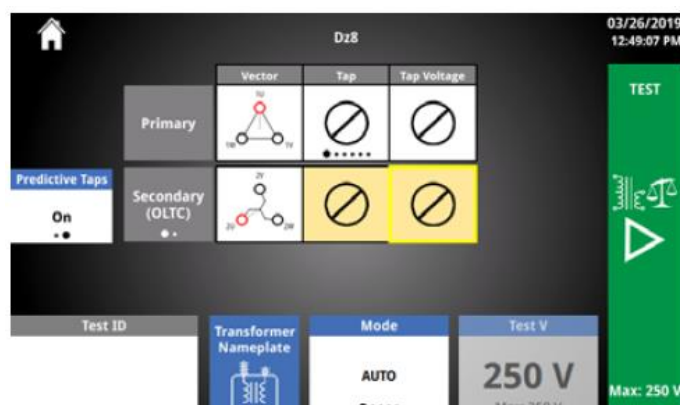 Dz8
03/26/2019
12:49:07 PM
Vector
Tap
Tap Voltage
TEST
Primary
1U
1W
1V
Predictive Taps
On
Secondary
(OLTC)
2V
2U
2W
Test ID
Transformer
Nameplate
Mode
AUTO
Test V
250 V
Max: 250 V